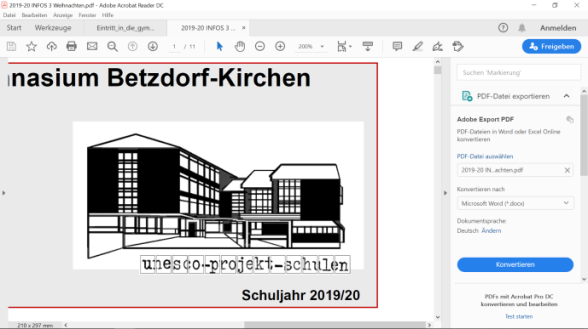 2019-20 INFOS 3 Weihnachten.pdf - Adobe Acrobat Reader DC
Datei Bearbeiten Anzeige Fenster Hilfe
Start Werkzeuge Eintritt_in_die_gym... 2019-20 INFOS 3 ... × Anmelden
1 / 11 200% Freigeben
nasium Betzdorf-Kirchen
unesco-projekt-schulen
Schuljahr 2019/20
210 x 297 mm
Suchen 'Markierung'
PDF-Datei exportieren
Adobe Export PDF
PDF-Dateien in Word oder Excel Online
konvertieren
PDF-Datei auswählen
2019-20 IN...achten.pdf ×
Konvertieren nach
Microsoft Word (*.docx)
Dokumentsprache:
Deutsch Ändern
Konvertieren
PDFs mit Acrobat Pro DC
konvertieren und bearbeiten
Test starten